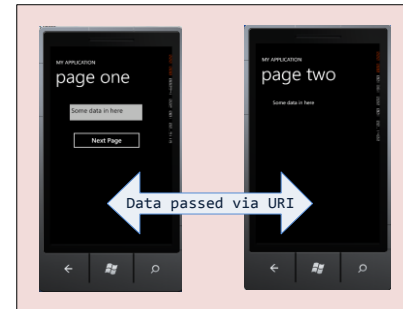 MY APPLICATION
page one
Some data in here
Next Page
MY APPLICATION
page two
Some data in here
Data passed via URI